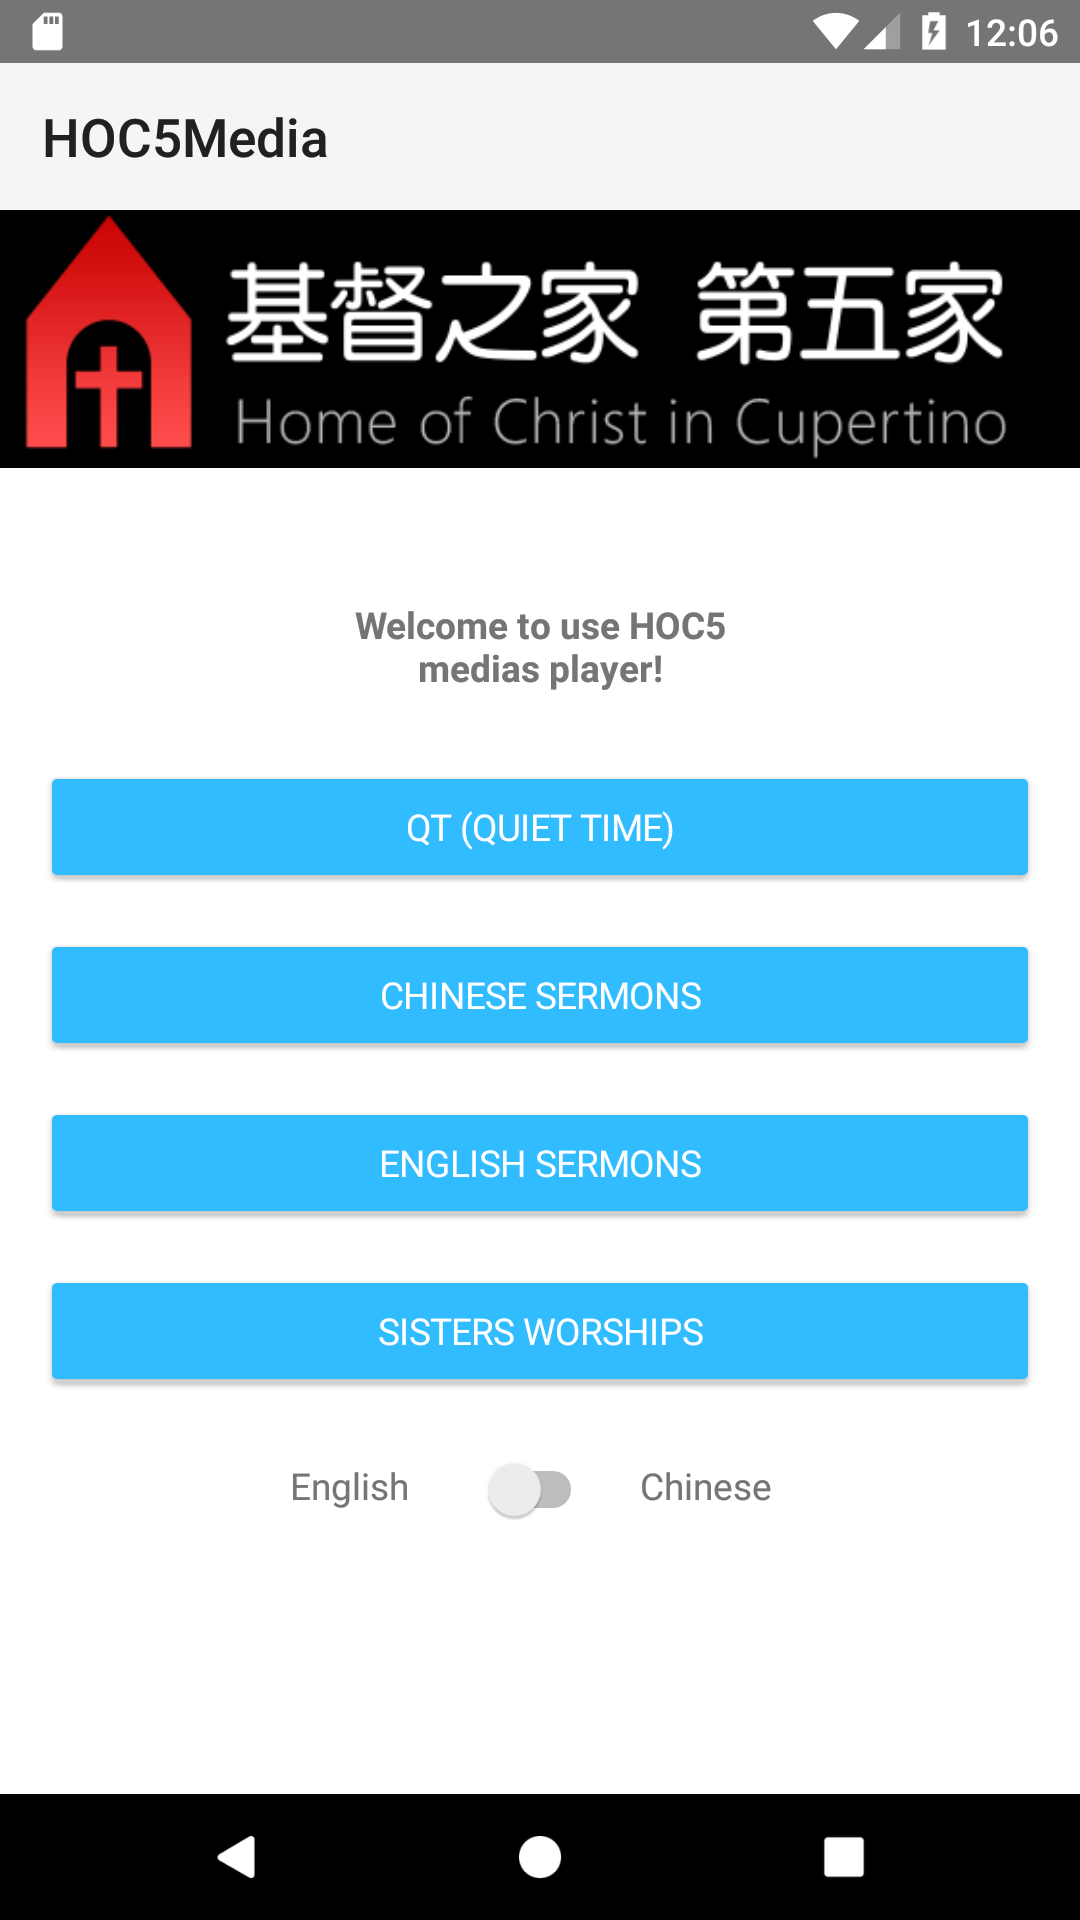 12:06
HOC5Media
基督之家 第五家
Home of Christ in Cupertino
Welcome to use HOC5
medias player!
QT (QUIET TIME)
CHINESE SERMONS
ENGLISH SERMONS
SISTERS WORSHIPS
English Chinese